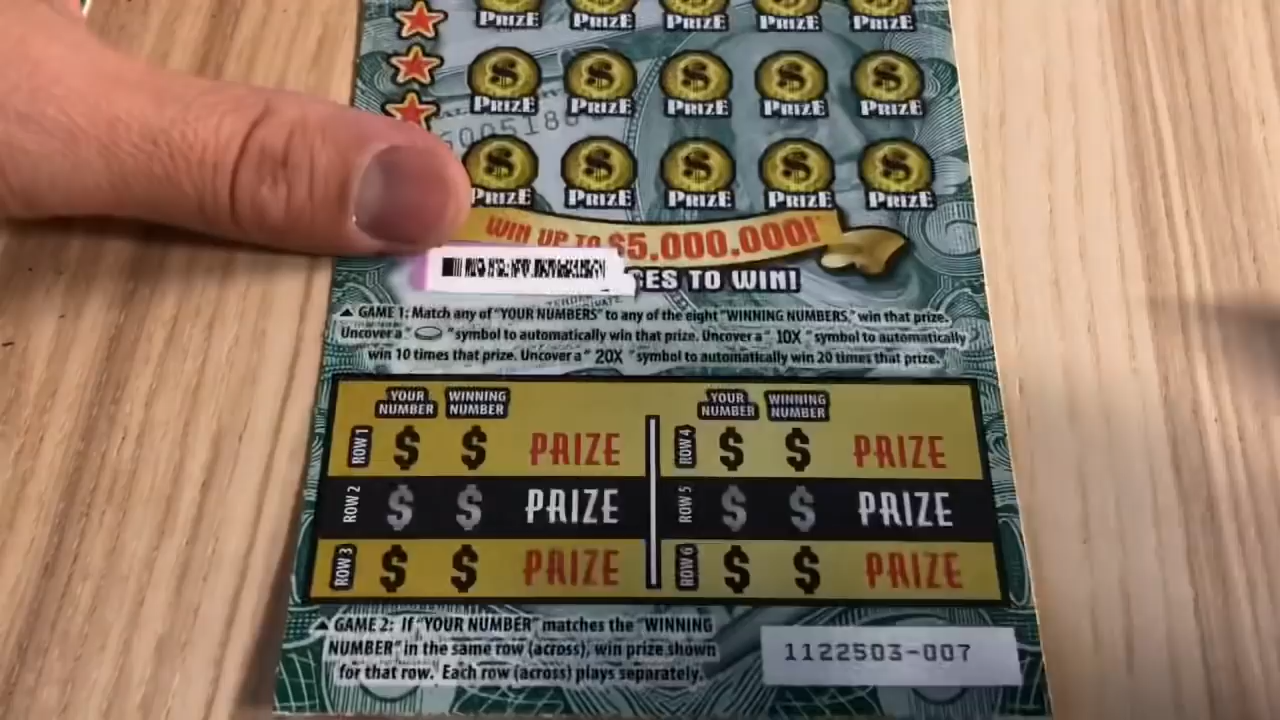 PRIZE PRIZE PRIZE PRIZE PRIZE
$ $ $ $ $
PRIZE PRIZE PRIZE PRIZE PRIZE
$ $ $ $ $
PRIZE PRIZE PRIZE PRIZE PRIZE
WIN UP TO $5,000,000!
TO WIN!
▲ GAME 1: Match any of "YOUR NUMBERS" to any of the eight "WINNING NUMBERS," win that prize.
Uncover a " " symbol to automatically win that prize. Uncover a " 10X " symbol to automatically
win 10 times that prize. Uncover a " 20X " symbol to automatically win 20 times that prize.
YOUR NUMBER WINNING NUMBER YOUR NUMBER WINNING NUMBER
ROW 1 $ $ PRIZE ROW 4 $ $ PRIZE
ROW 2 $ $ PRIZE ROW 5 $ $ PRIZE
ROW 3 $ $ PRIZE ROW 6 $ $ PRIZE
▲ GAME 2: If "YOUR NUMBER" matches the "WINNING
NUMBER" in the same row (across), win prize shown
for that row. Each row (across) plays separately.
1122503-007